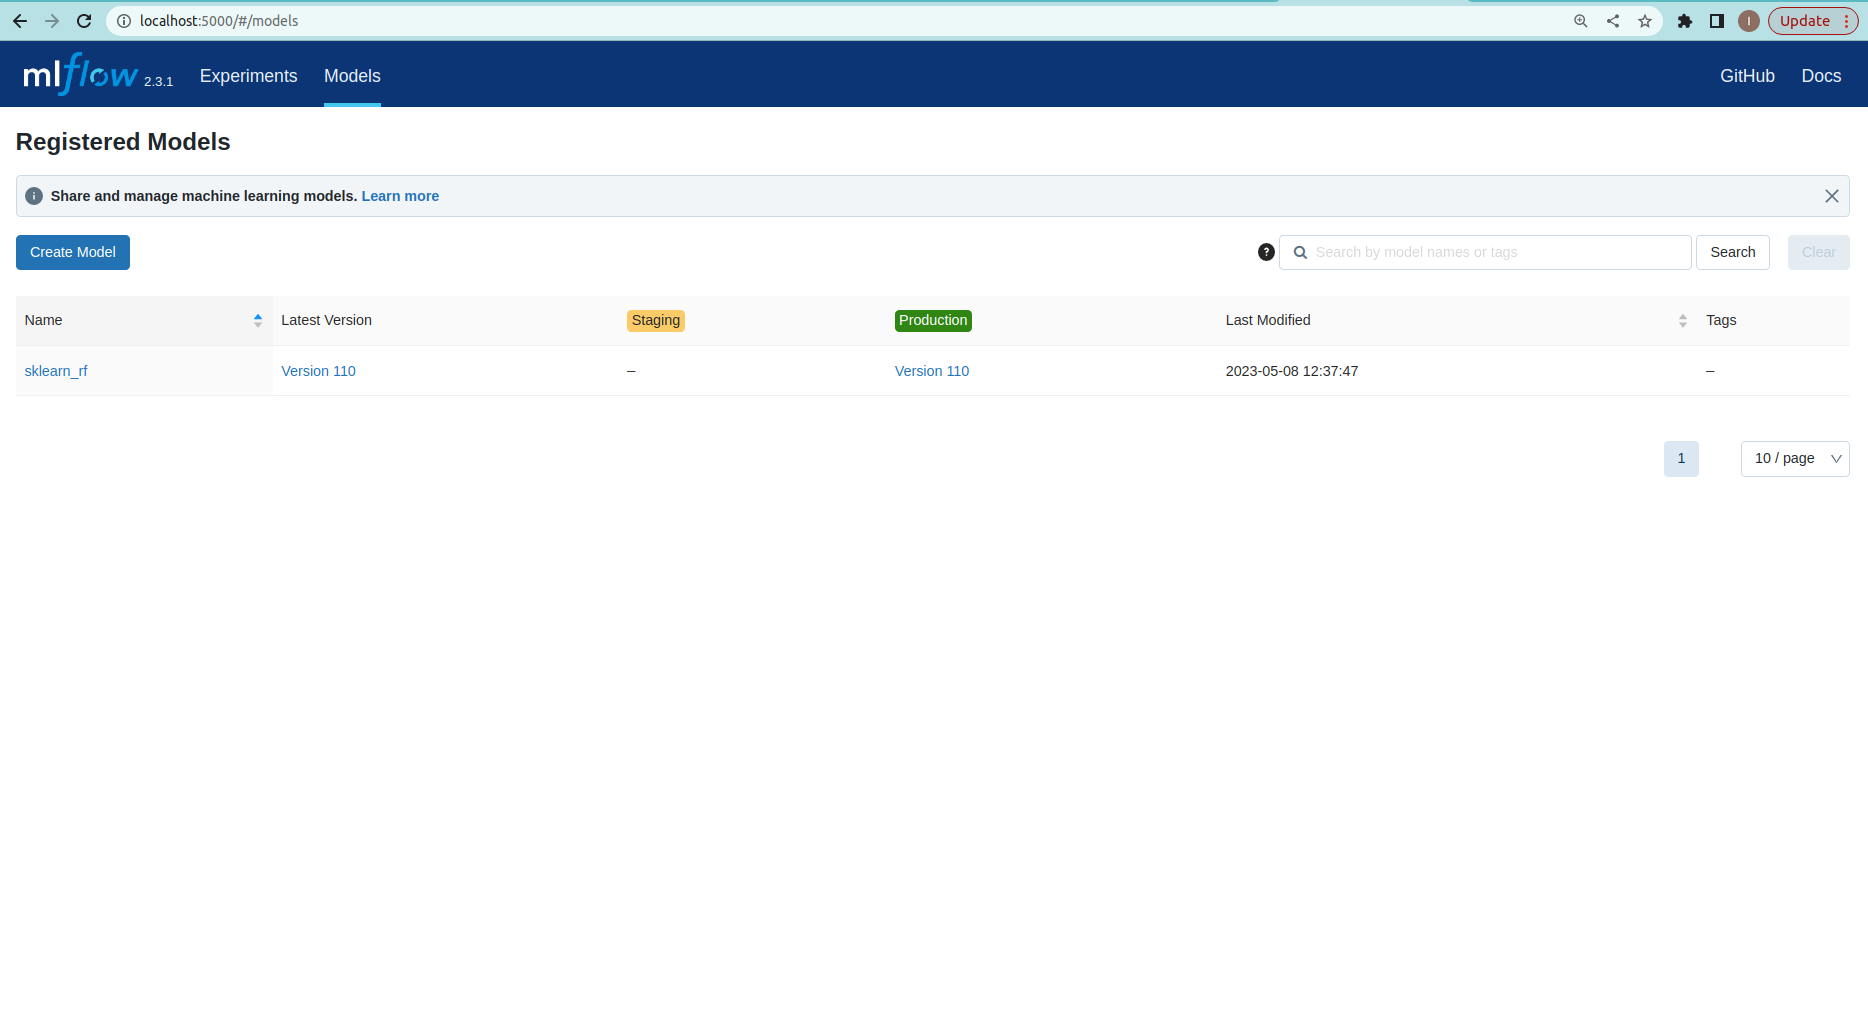 localhost:5000/#/models
I
Update
mlflow 2.3.1 Experiments Models GitHub Docs
Registered Models
Share and manage machine learning models. Learn more
Create Model ? Search by model names or tags Search Clear
Name Latest Version Staging Production Last Modified Tags
sklearn_rf Version 110 – Version 110 2023-05-08 12:37:47 –
1 10 / page